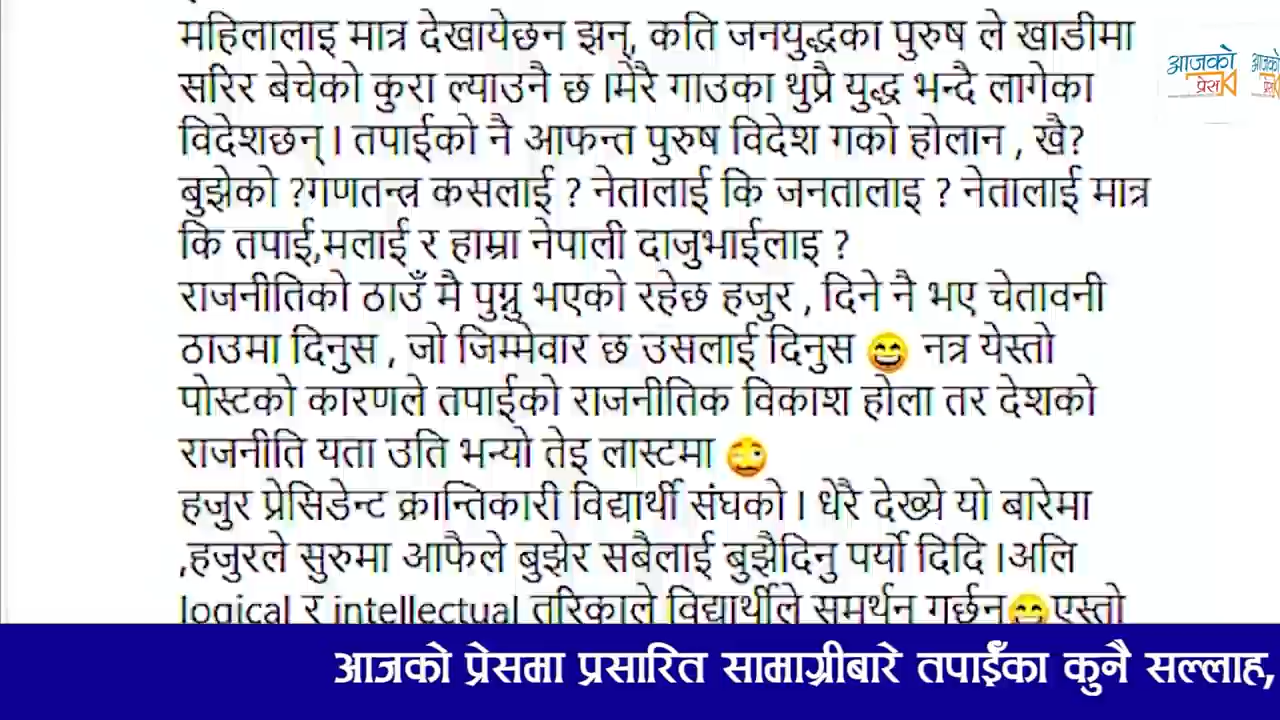 महिलालाइ मात्र देखायेछन झन्, कति जनयुद्धका पुरुष ले खाडीमा
सरिर बेचेको कुरा ल्याउनै छ ।मेरै गाउका थुप्रै युद्ध भन्दै लागेका
विदेशछन् । तपाईको नै आफन्त पुरुष विदेश गको होलान , खै?
बुझेको ?गणतन्त्र कसलाई ? नेतालाई कि जनतालाइ ? नेतालाई मात्र
कि तपाई,मलाई र हाम्रा नेपाली दाजुभाईलाइ ?
राजनीतिको ठाउँ मै पुग्नु भएको रहेछ हजुर , दिने नै भए चेतावनी
ठाउमा दिनुस , जो जिम्मेवार छ उसलाई दिनुस 😄 नत्र येस्तो
पोस्टको कारणले तपाईको राजनीतिक विकाश होला तर देशको
राजनीति यता उति भन्यो तेइ लास्टमा
हजुर प्रेसिडेन्ट क्रान्तिकारी विद्यार्थी संघको । धेरै देख्ये यो बारेमा
,हजुरले सुरुमा आफैले बुझेर सबैलाई बुझैदिनु पर्यो दिदि ।अलि
logical र intellectual तरिकाले विद्यार्थीले समर्थन गर्छन😄एस्तो
आजको प्रेस
आजको प्रेस
आजको प्रेसमा प्रसारित सामाग्रीबारे तपाईँका कुनै सल्लाह,